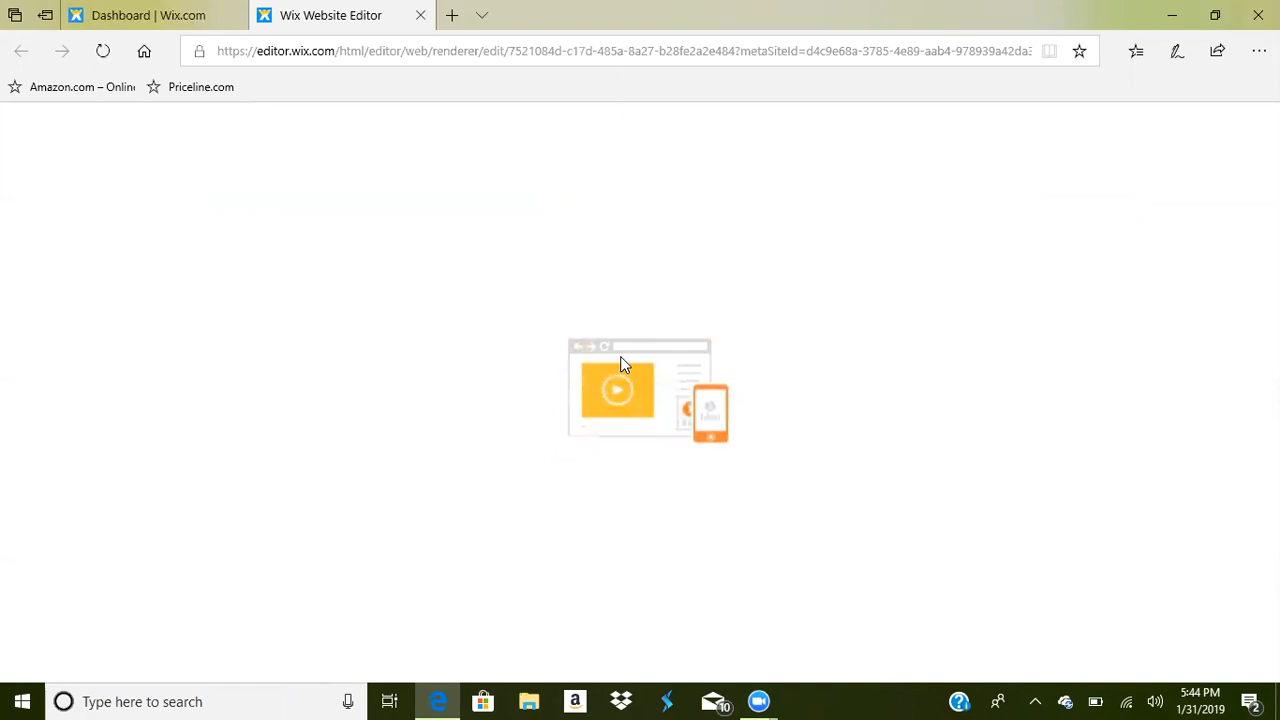 Dashboard | Wix.com
Wix Website Editor
https://editor.wix.com/html/editor/web/renderer/edit/7521084d-c17d-485a-8a27-b28fe2a2e484?metaSiteId=d4c9e68a-3785-4e89-aab4-978939a42da3
Amazon.com – Onlin
Priceline.com
Type here to search
10
5:44 PM
1/31/2019
2